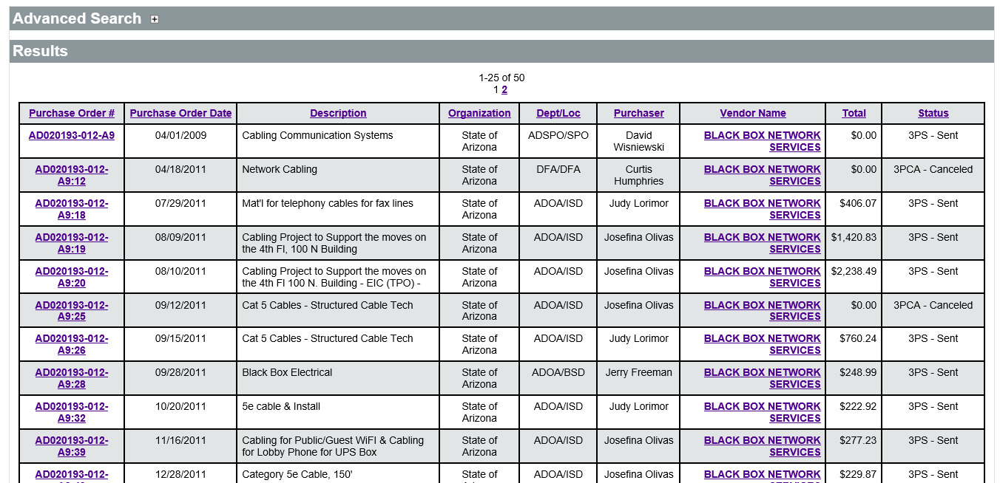 Advanced Search
Results
1-25 of 50
1 2
Purchase Order # Purchase Order Date Description Organization Dept/Loc Purchaser Vendor Name Total Status
AD020193-012-A9 04/01/2009 Cabling Communication Systems State of ADSPO/SPO David BLACK BOX NETWORK $0.00 3PS - Sent
Arizona Wisniewski SERVICES
AD020193-012- 04/18/2011 Network Cabling State of DFA/DFA Curtis BLACK BOX NETWORK $0.00 3PCA - Canceled
A9:12 Arizona Humphries SERVICES
AD020193-012- 07/29/2011 Mat'l for telephony cables for fax lines State of ADOA/ISD Judy Lorimor BLACK BOX NETWORK $406.07 3PS - Sent
A9:18 Arizona SERVICES
AD020193-012- 08/09/2011 Cabling Project to Support the moves on State of ADOA/ISD Josefina Olivas BLACK BOX NETWORK $1,420.83 3PS - Sent
A9:19 the 4th Fl, 100 N Building Arizona SERVICES
AD020193-012- 08/10/2011 Cabling Project to Support the moves on State of ADOA/ISD Josefina Olivas BLACK BOX NETWORK $2,238.49 3PS - Sent
A9:20 the 4th Fl 100 N. Building - EIC (TPO) - Arizona SERVICES
AD020193-012- 09/12/2011 Cat 5 Cables - Structured Cable Tech State of ADOA/ISD Josefina Olivas BLACK BOX NETWORK $0.00 3PCA - Canceled
A9:25 Arizona SERVICES
AD020193-012- 09/15/2011 Cat 5 Cables - Structured Cable Tech State of ADOA/ISD Judy Lorimor BLACK BOX NETWORK $760.24 3PS - Sent
A9:26 Arizona SERVICES
AD020193-012- 09/28/2011 Black Box Electrical State of ADOA/BSD Jerry Freeman BLACK BOX NETWORK $248.99 3PS - Sent
A9:28 Arizona SERVICES
AD020193-012- 10/20/2011 5e cable & Install State of ADOA/ISD Judy Lorimor BLACK BOX NETWORK $222.92 3PS - Sent
A9:32 Arizona SERVICES
AD020193-012- 11/16/2011 Cabling for Public/Guest WiFI & Cabling State of ADOA/ISD Josefina Olivas BLACK BOX NETWORK $277.23 3PS - Sent
A9:39 for Lobby Phone for UPS Box Arizona SERVICES
AD020193-012- 12/28/2011 Category 5e Cable, 150' State of ADOA/ISD Josefina Olivas BLACK BOX NETWORK $229.87 3PS - Sent